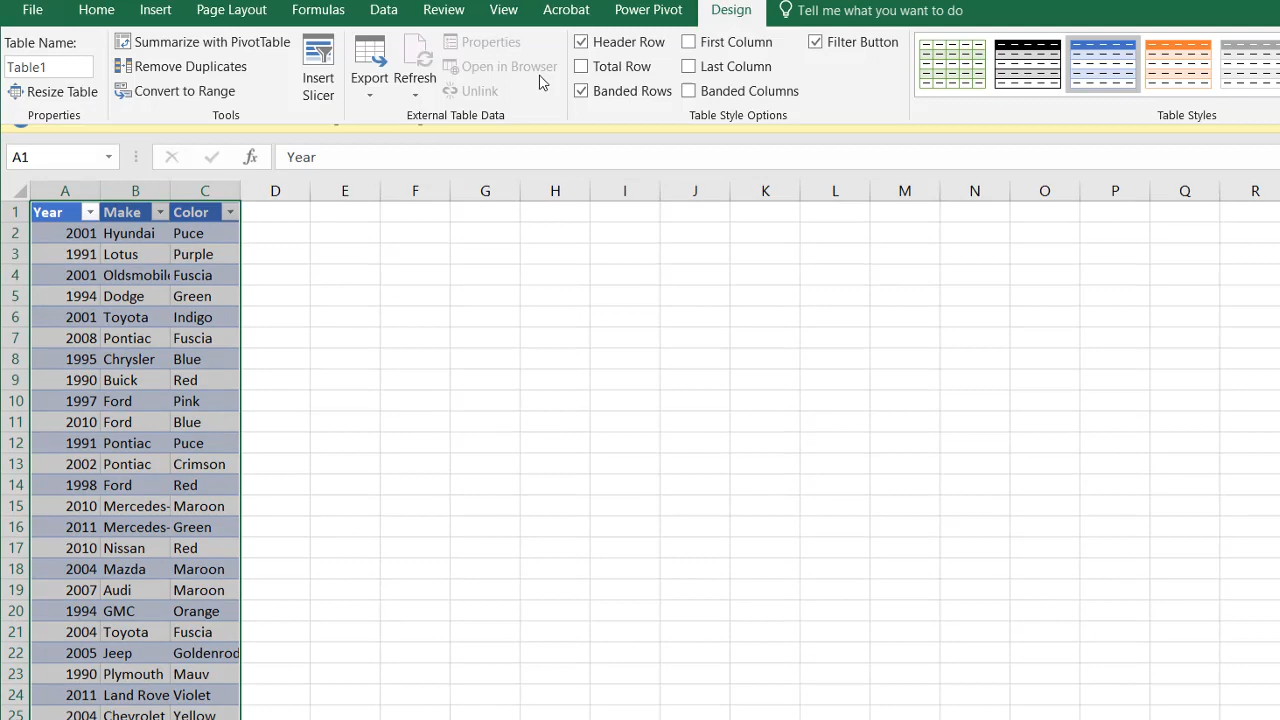 File Home Insert Page Layout Formulas Data Review View Acrobat Power Pivot Design Tell me what you want to do
Table Name:
Table1
Resize Table
Properties
Summarize with PivotTable
Remove Duplicates
Convert to Range
Tools
Insert
Slicer
Export
Refresh
Properties
Open in Browser
Unlink
External Table Data
Header Row
Total Row
Banded Rows
First Column
Last Column
Banded Columns
Filter Button
Table Style Options
Table Styles
A1 fx Year
A B C D E F G H I J K L M N O P Q R
1 Year Make Color
2 2001 Hyundai Puce
3 1991 Lotus Purple
4 2001 Oldsmobil Fuscia
5 1994 Dodge Green
6 2001 Toyota Indigo
7 2008 Pontiac Fuscia
8 1995 Chrysler Blue
9 1990 Buick Red
10 1997 Ford Pink
11 2010 Ford Blue
12 1991 Pontiac Puce
13 2002 Pontiac Crimson
14 1998 Ford Red
15 2010 Mercedes- Maroon
16 2011 Mercedes- Green
17 2010 Nissan Red
18 2004 Mazda Maroon
19 2007 Audi Maroon
20 1994 GMC Orange
21 2004 Toyota Fuscia
22 2005 Jeep Goldenrod
23 1990 Plymouth Mauv
24 2011 Land Rove Violet
25 2004 Chevrolet Yellow